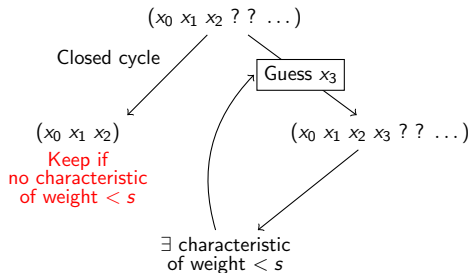 (x₀ x₁ x₂ ? ? ...)
Closed cycle
Guess x₃
(x₀ x₁ x₂)
(x₀ x₁ x₂ x₃ ? ? ...)
Keep if
no characteristic
of weight < s
∃ characteristic
of weight < s